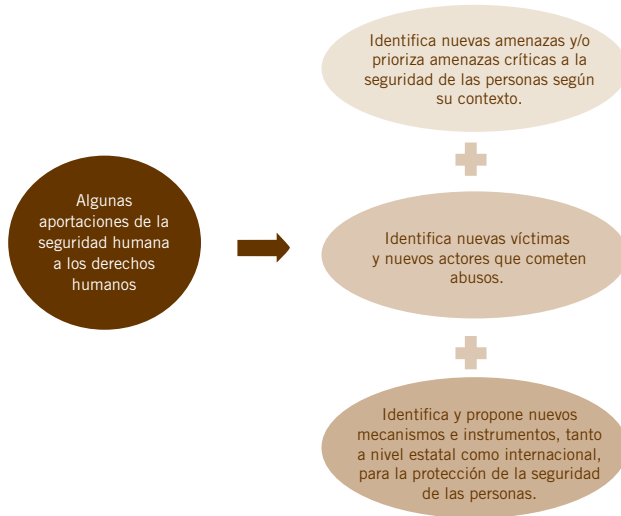 Algunas
aportaciones de la
seguridad humana
a los derechos
humanos
Identifica nuevas amenazas y/o
prioriza amenazas críticas a la
seguridad de las personas según
su contexto.
Identifica nuevas víctimas
y nuevos actores que cometen
abusos.
Identifica y propone nuevos
mecanismos e instrumentos, tanto
a nivel estatal como internacional,
para la protección de la seguridad
de las personas.